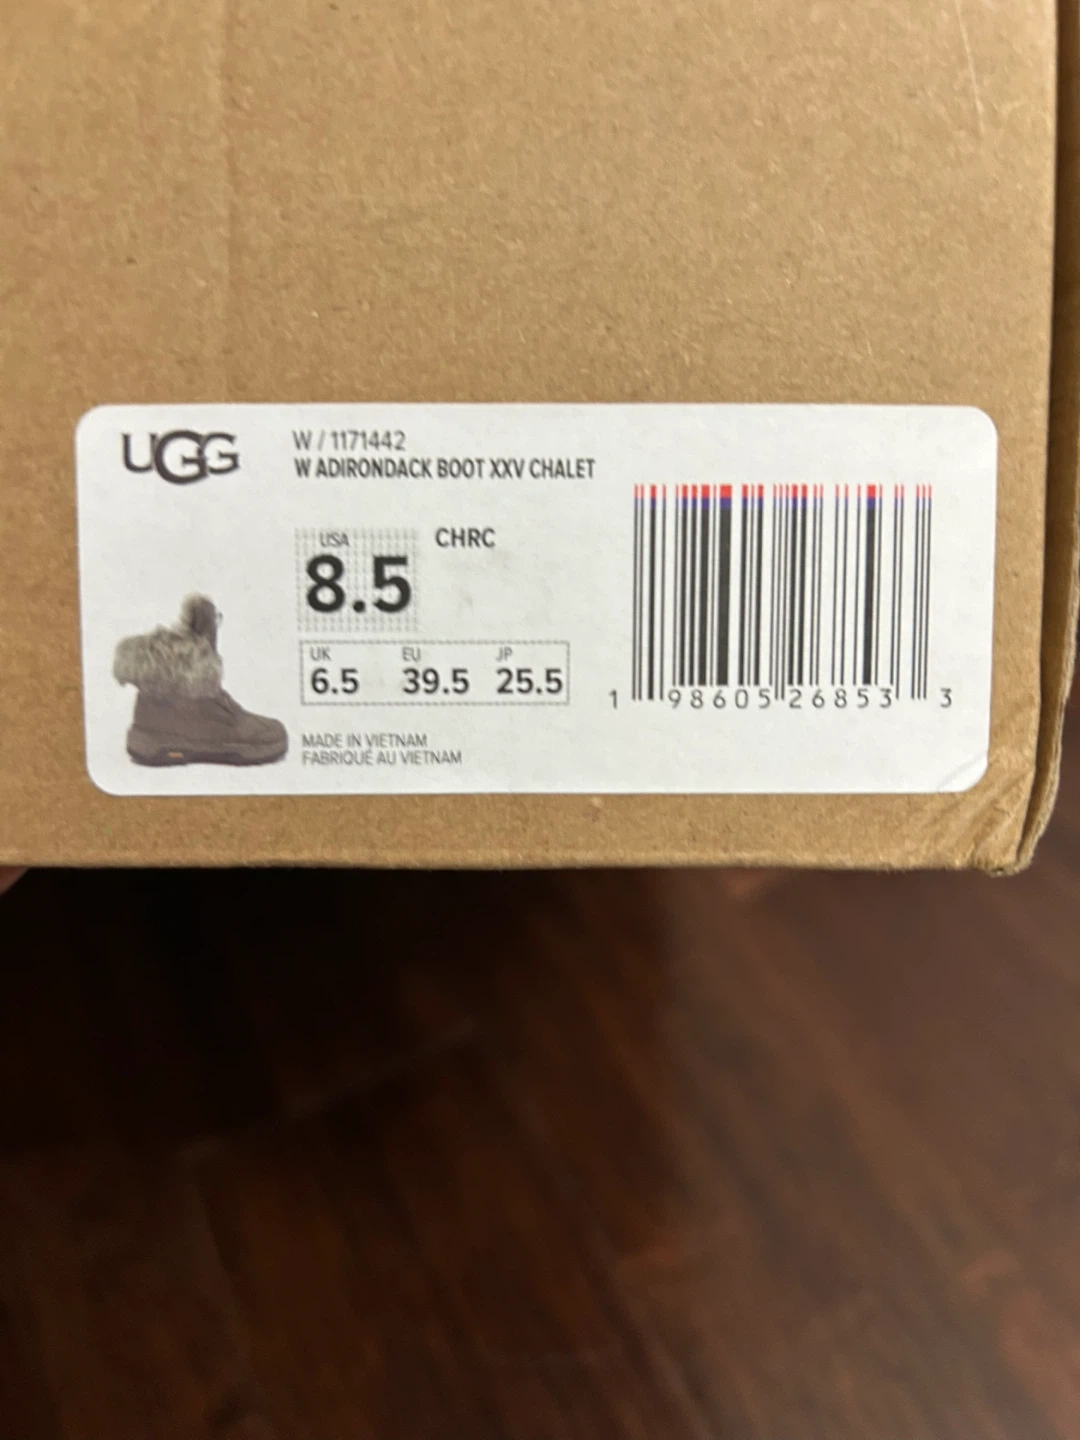 UGG
W / 1171442
W ADIRONDACK BOOT XXV CHALET
USA
8.5
CHRC
UK EU JP
6.5 39.5 25.5
MADE IN VIETNAM
FABRIQUÉ AU VIETNAM
1 98605 26853 3